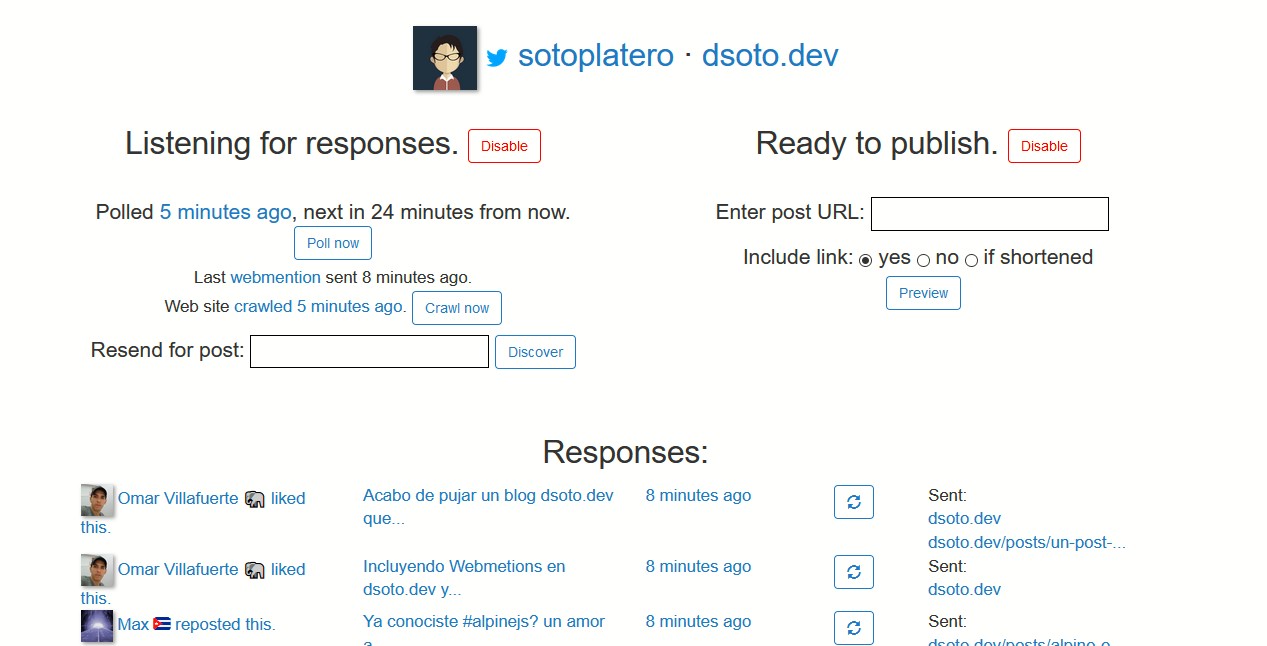 sotoplatero · dsoto.dev
Listening for responses. Disable
Polled 5 minutes ago, next in 24 minutes from now.
Poll now
Last webmention sent 8 minutes ago.
Web site crawled 5 minutes ago. Crawl now
Resend for post: Discover
Ready to publish. Disable
Enter post URL:
Include link: yes no if shortened
Preview
Responses:
Omar Villafuerte liked
this.
Acabo de pujar un blog dsoto.dev
que...
8 minutes ago
Sent:
dsoto.dev
dsoto.dev/posts/un-post-...
Omar Villafuerte liked
this.
Incluyendo Webmetions en
dsoto.dev y...
8 minutes ago
Sent:
dsoto.dev
Max reposted this.
Ya conociste #alpinejs? un amor
a...
8 minutes ago
Sent:
dsoto.dev/posts/alpine-e...